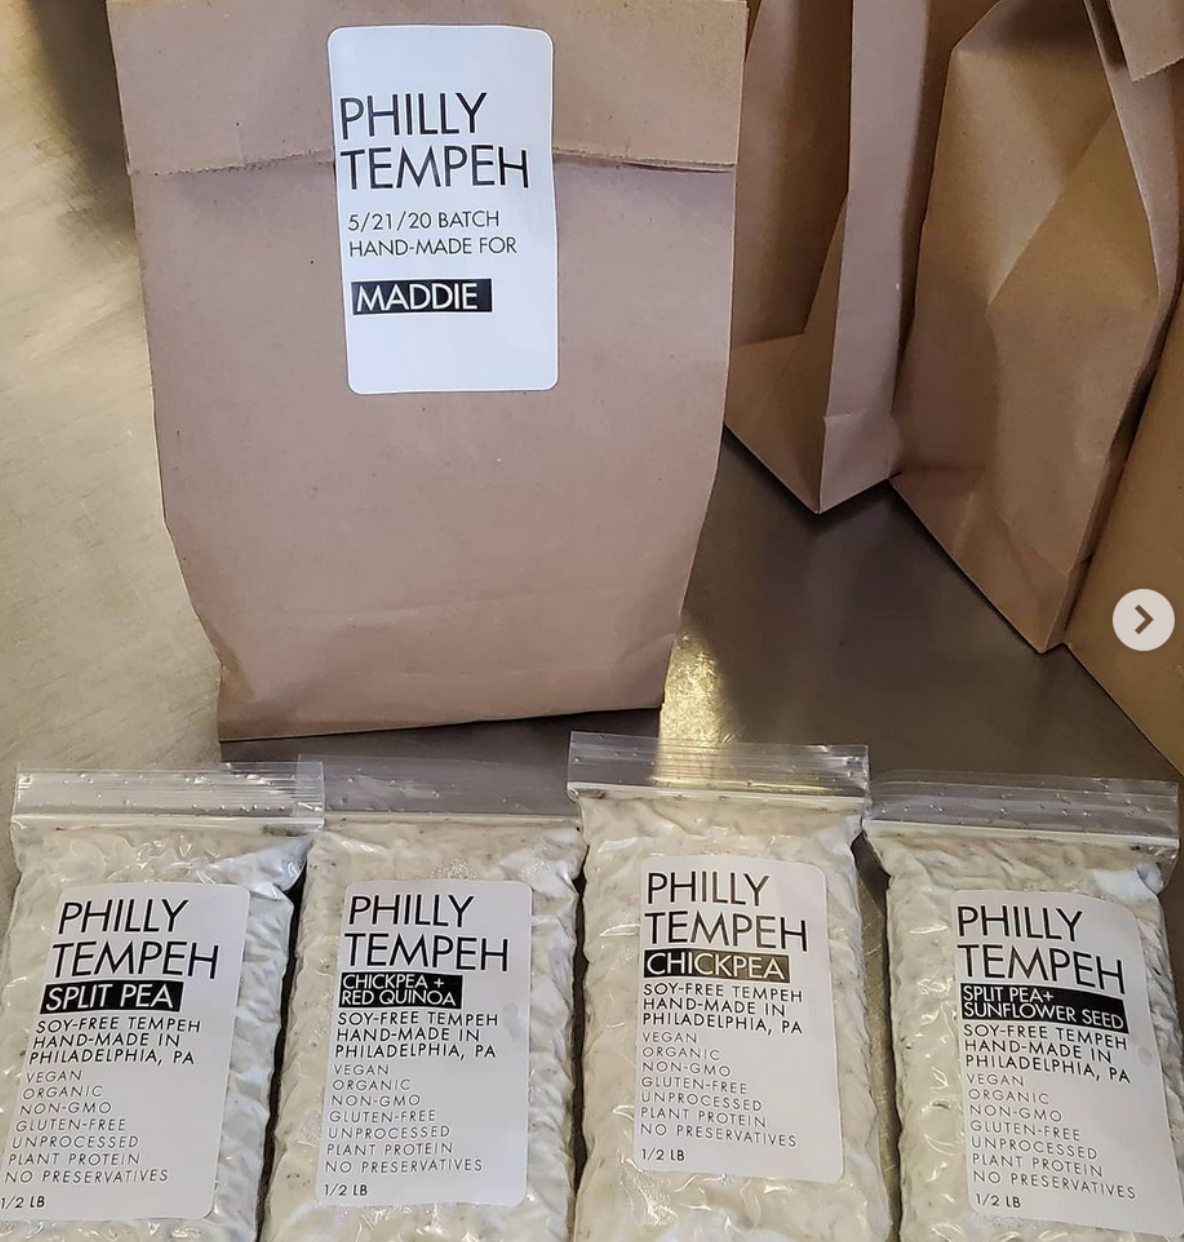 PHILLY
TEMPEH
5/21/20 BATCH
HAND-MADE FOR
MADDIE
PHILLY
TEMPEH
SPLIT PEA
SOY-FREE TEMPEH
HAND-MADE IN
PHILADELPHIA, PA
VEGAN
ORGANIC
NON-GMO
GLUTEN-FREE
UNPROCESSED
PLANT PROTEIN
NO PRESERVATIVES
1/2 LB
PHILLY
TEMPEH
CHICKPEA +
RED QUINOA
SOY-FREE TEMPEH
HAND-MADE IN
PHILADELPHIA, PA
VEGAN
ORGANIC
NON-GMO
GLUTEN-FREE
UNPROCESSED
PLANT PROTEIN
NO PRESERVATIVES
1/2 LB
PHILLY
TEMPEH
CHICKPEA
SOY-FREE TEMPEH
HAND-MADE IN
PHILADELPHIA, PA
VEGAN
ORGANIC
NON-GMO
GLUTEN-FREE
UNPROCESSED
PLANT PROTEIN
NO PRESERVATIVES
1/2 LB
PHILLY
TEMPEH
SPLIT PEA+
SUNFLOWER SEED
SOY-FREE TEMPEH
HAND-MADE IN
PHILADELPHIA, PA
VEGAN
ORGANIC
NON-GMO
GLUTEN-FREE
UNPROCESSED
PLANT PROTEIN
NO PRESERVATIVES
1/2 LB